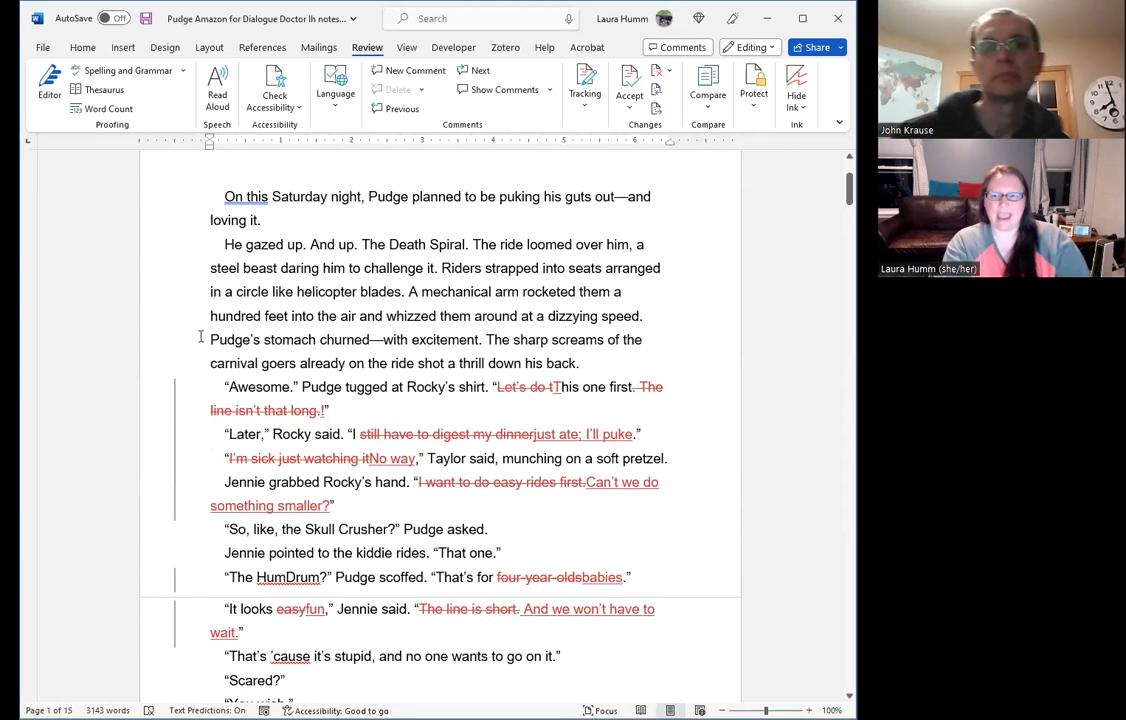 AutoSave Off Pudge Amazon for Dialogue Doctor lh notes... Search Laura Humm
File Home Insert Design Layout References Mailings Review View Developer Zotero Help Acrobat Comments Editing Share
Editor
Spelling and Grammar
Thesaurus
Word Count
Proofing
Read Aloud
Speech
Check Accessibility
Accessibility
Language
New Comment
Delete
Previous
Next
Show Comments
Comments
Tracking
Accept
Changes
Compare
Compare
Protect
Hide Ink
Ink
1 2 3 4 5 6
On this Saturday night, Pudge planned to be puking his guts out—and
loving it.
He gazed up. And up. The Death Spiral. The ride loomed over him, a
steel beast daring him to challenge it. Riders strapped into seats arranged
in a circle like helicopter blades. A mechanical arm rocketed them a
hundred feet into the air and whizzed them around at a dizzying speed.
Pudge’s stomach churned—with excitement. The sharp screams of the
carnival goers already on the ride shot a thrill down his back.
“Awesome.” Pudge tugged at Rocky’s shirt. “Let’s do tThis one first. The
line isn’t that long.!”
“Later,” Rocky said. “I still have to digest my dinnerjust ate; I’ll puke.”
“I’m sick just watching itNo way,” Taylor said, munching on a soft pretzel.
Jennie grabbed Rocky’s hand. “I want to do easy rides first.Can’t we do
something smaller?”
“So, like, the Skull Crusher?” Pudge asked.
Jennie pointed to the kiddie rides. “That one.”
“The HumDrum?” Pudge scoffed. “That’s for four-year-oldsbabies.”
“It looks easyfun,” Jennie said. “The line is short. And we won’t have to
wait.”
“That’s ’cause it’s stupid, and no one wants to go on it.”
“Scared?”
“You wish.”
Page 1 of 15 3143 words Text Predictions: On Accessibility: Good to go Focus 100%
John Krause
Laura Humm (she/her)